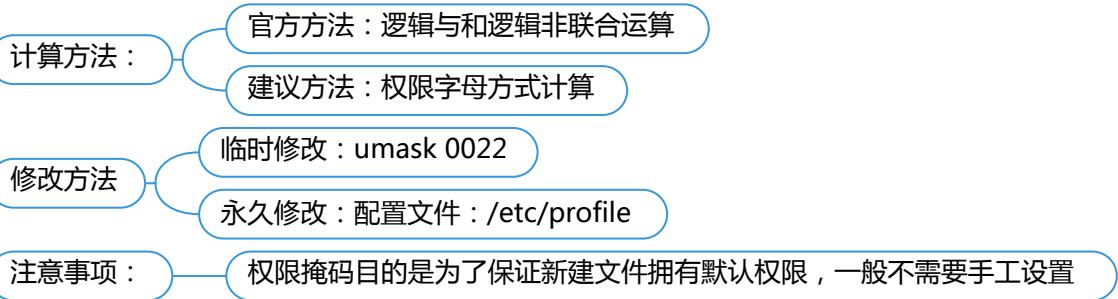 官方方法：逻辑与和逻辑非联合运算
计算方法：
建议方法：权限字母方式计算
临时修改：umask 0022
修改方法
永久修改：配置文件：/etc/profile
注意事项：
权限掩码目的是为了保证新建文件拥有默认权限，一般不需要手工设置